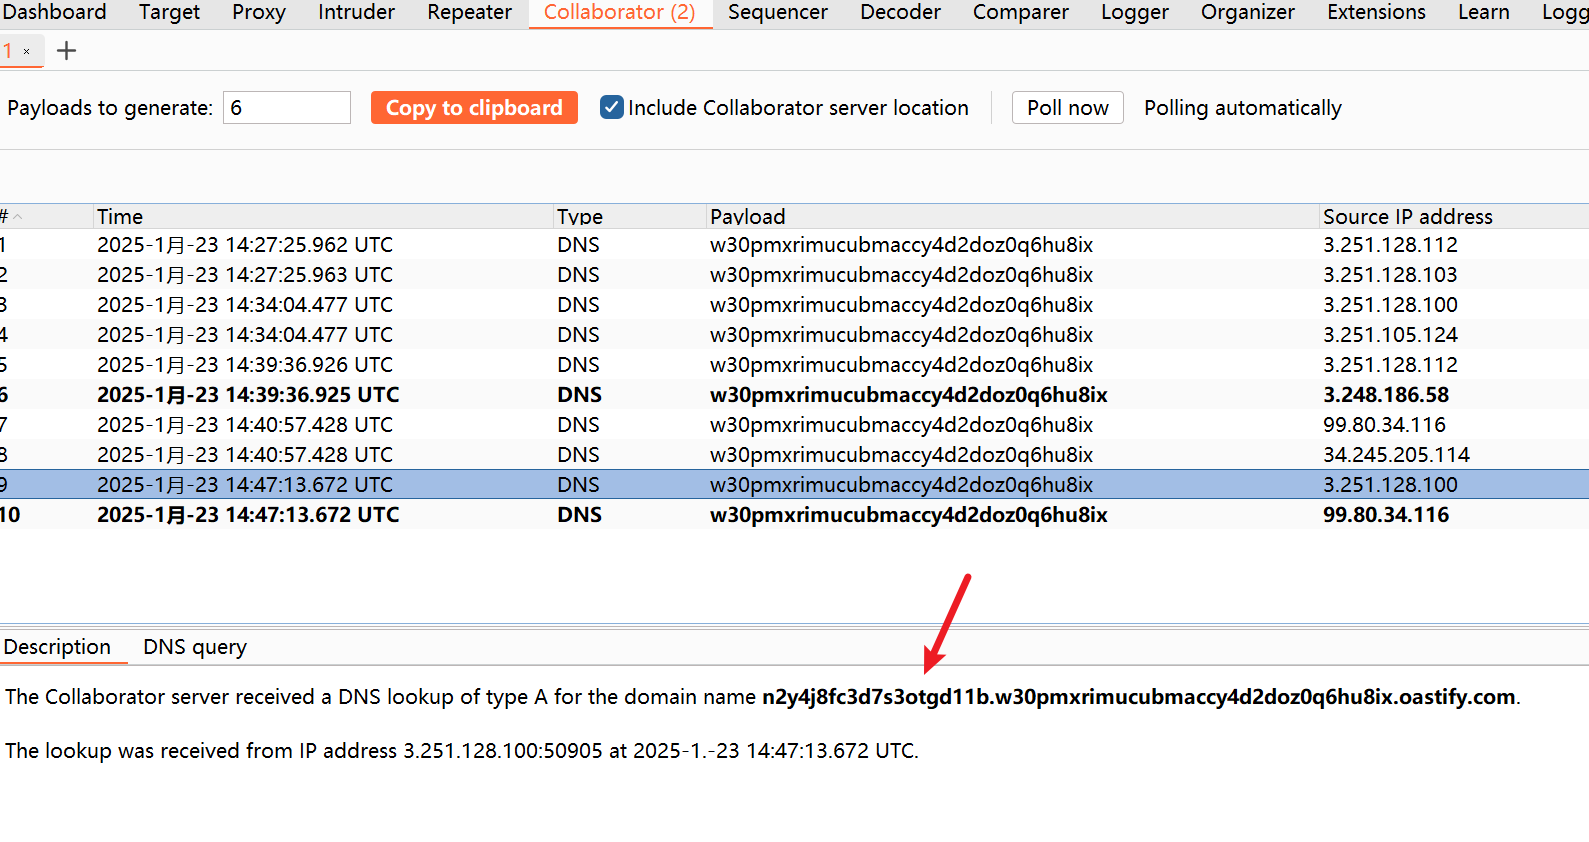 Dashboard Target Proxy Intruder Repeater Collaborator (2) Sequencer Decoder Comparer Logger Organizer Extensions Learn Logg
1 × +
Payloads to generate: 6 Copy to clipboard Include Collaborator server location Poll now Polling automatically
# Time Type Payload Source IP address
1 2025-1月-23 14:27:25.962 UTC DNS w30pmxrimucubmaccy4d2doz0q6hu8ix 3.251.128.112
2 2025-1月-23 14:27:25.963 UTC DNS w30pmxrimucubmaccy4d2doz0q6hu8ix 3.251.128.103
3 2025-1月-23 14:34:04.477 UTC DNS w30pmxrimucubmaccy4d2doz0q6hu8ix 3.251.128.100
4 2025-1月-23 14:34:04.477 UTC DNS w30pmxrimucubmaccy4d2doz0q6hu8ix 3.251.105.124
5 2025-1月-23 14:39:36.926 UTC DNS w30pmxrimucubmaccy4d2doz0q6hu8ix 3.251.128.112
6 2025-1月-23 14:39:36.925 UTC DNS w30pmxrimucubmaccy4d2doz0q6hu8ix 3.248.186.58
7 2025-1月-23 14:40:57.428 UTC DNS w30pmxrimucubmaccy4d2doz0q6hu8ix 99.80.34.116
8 2025-1月-23 14:40:57.428 UTC DNS w30pmxrimucubmaccy4d2doz0q6hu8ix 34.245.205.114
9 2025-1月-23 14:47:13.672 UTC DNS w30pmxrimucubmaccy4d2doz0q6hu8ix 3.251.128.100
10 2025-1月-23 14:47:13.672 UTC DNS w30pmxrimucubmaccy4d2doz0q6hu8ix 99.80.34.116
Description DNS query
The Collaborator server received a DNS lookup of type A for the domain name n2y4j8fc3d7s3otgd11b.w30pmxrimucubmaccy4d2doz0q6hu8ix.oastify.com.
The lookup was received from IP address 3.251.128.100:50905 at 2025-1.-23 14:47:13.672 UTC.